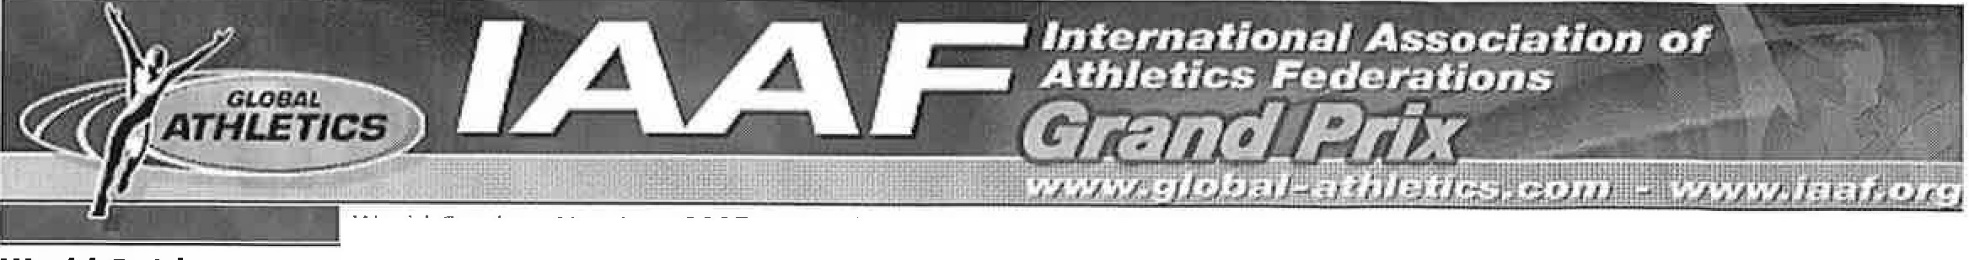 GLOBAL
ATHLETICS
IAAF
International Association of
Athletics Federations
Grand Prix
www.global-athletics.com - www.iaaf.org